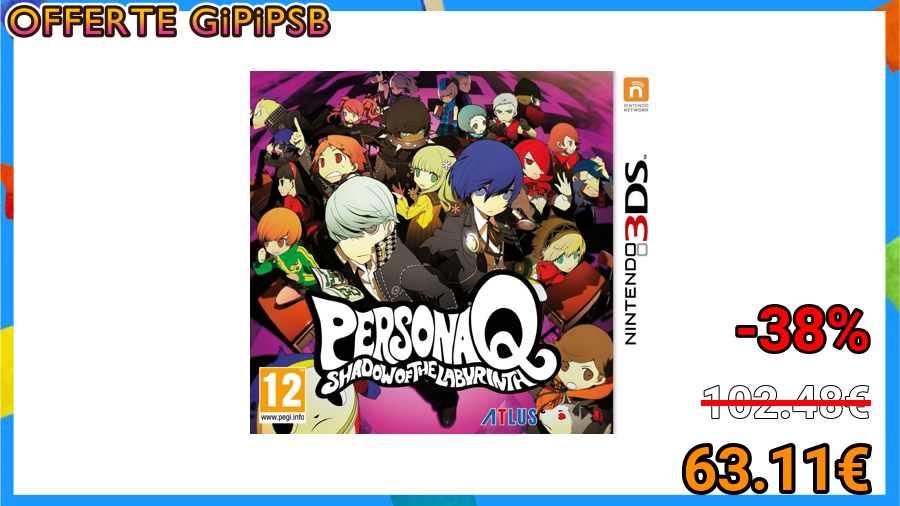 OFFERTE GiPiPSB
NINTENDO
NETWORK
NINTENDO 3DS™
PERSONA Q
SHADOW OF THE LABYRINTH
12
www.pegi.info
ATLUS
-38%
102.48€
63.11€